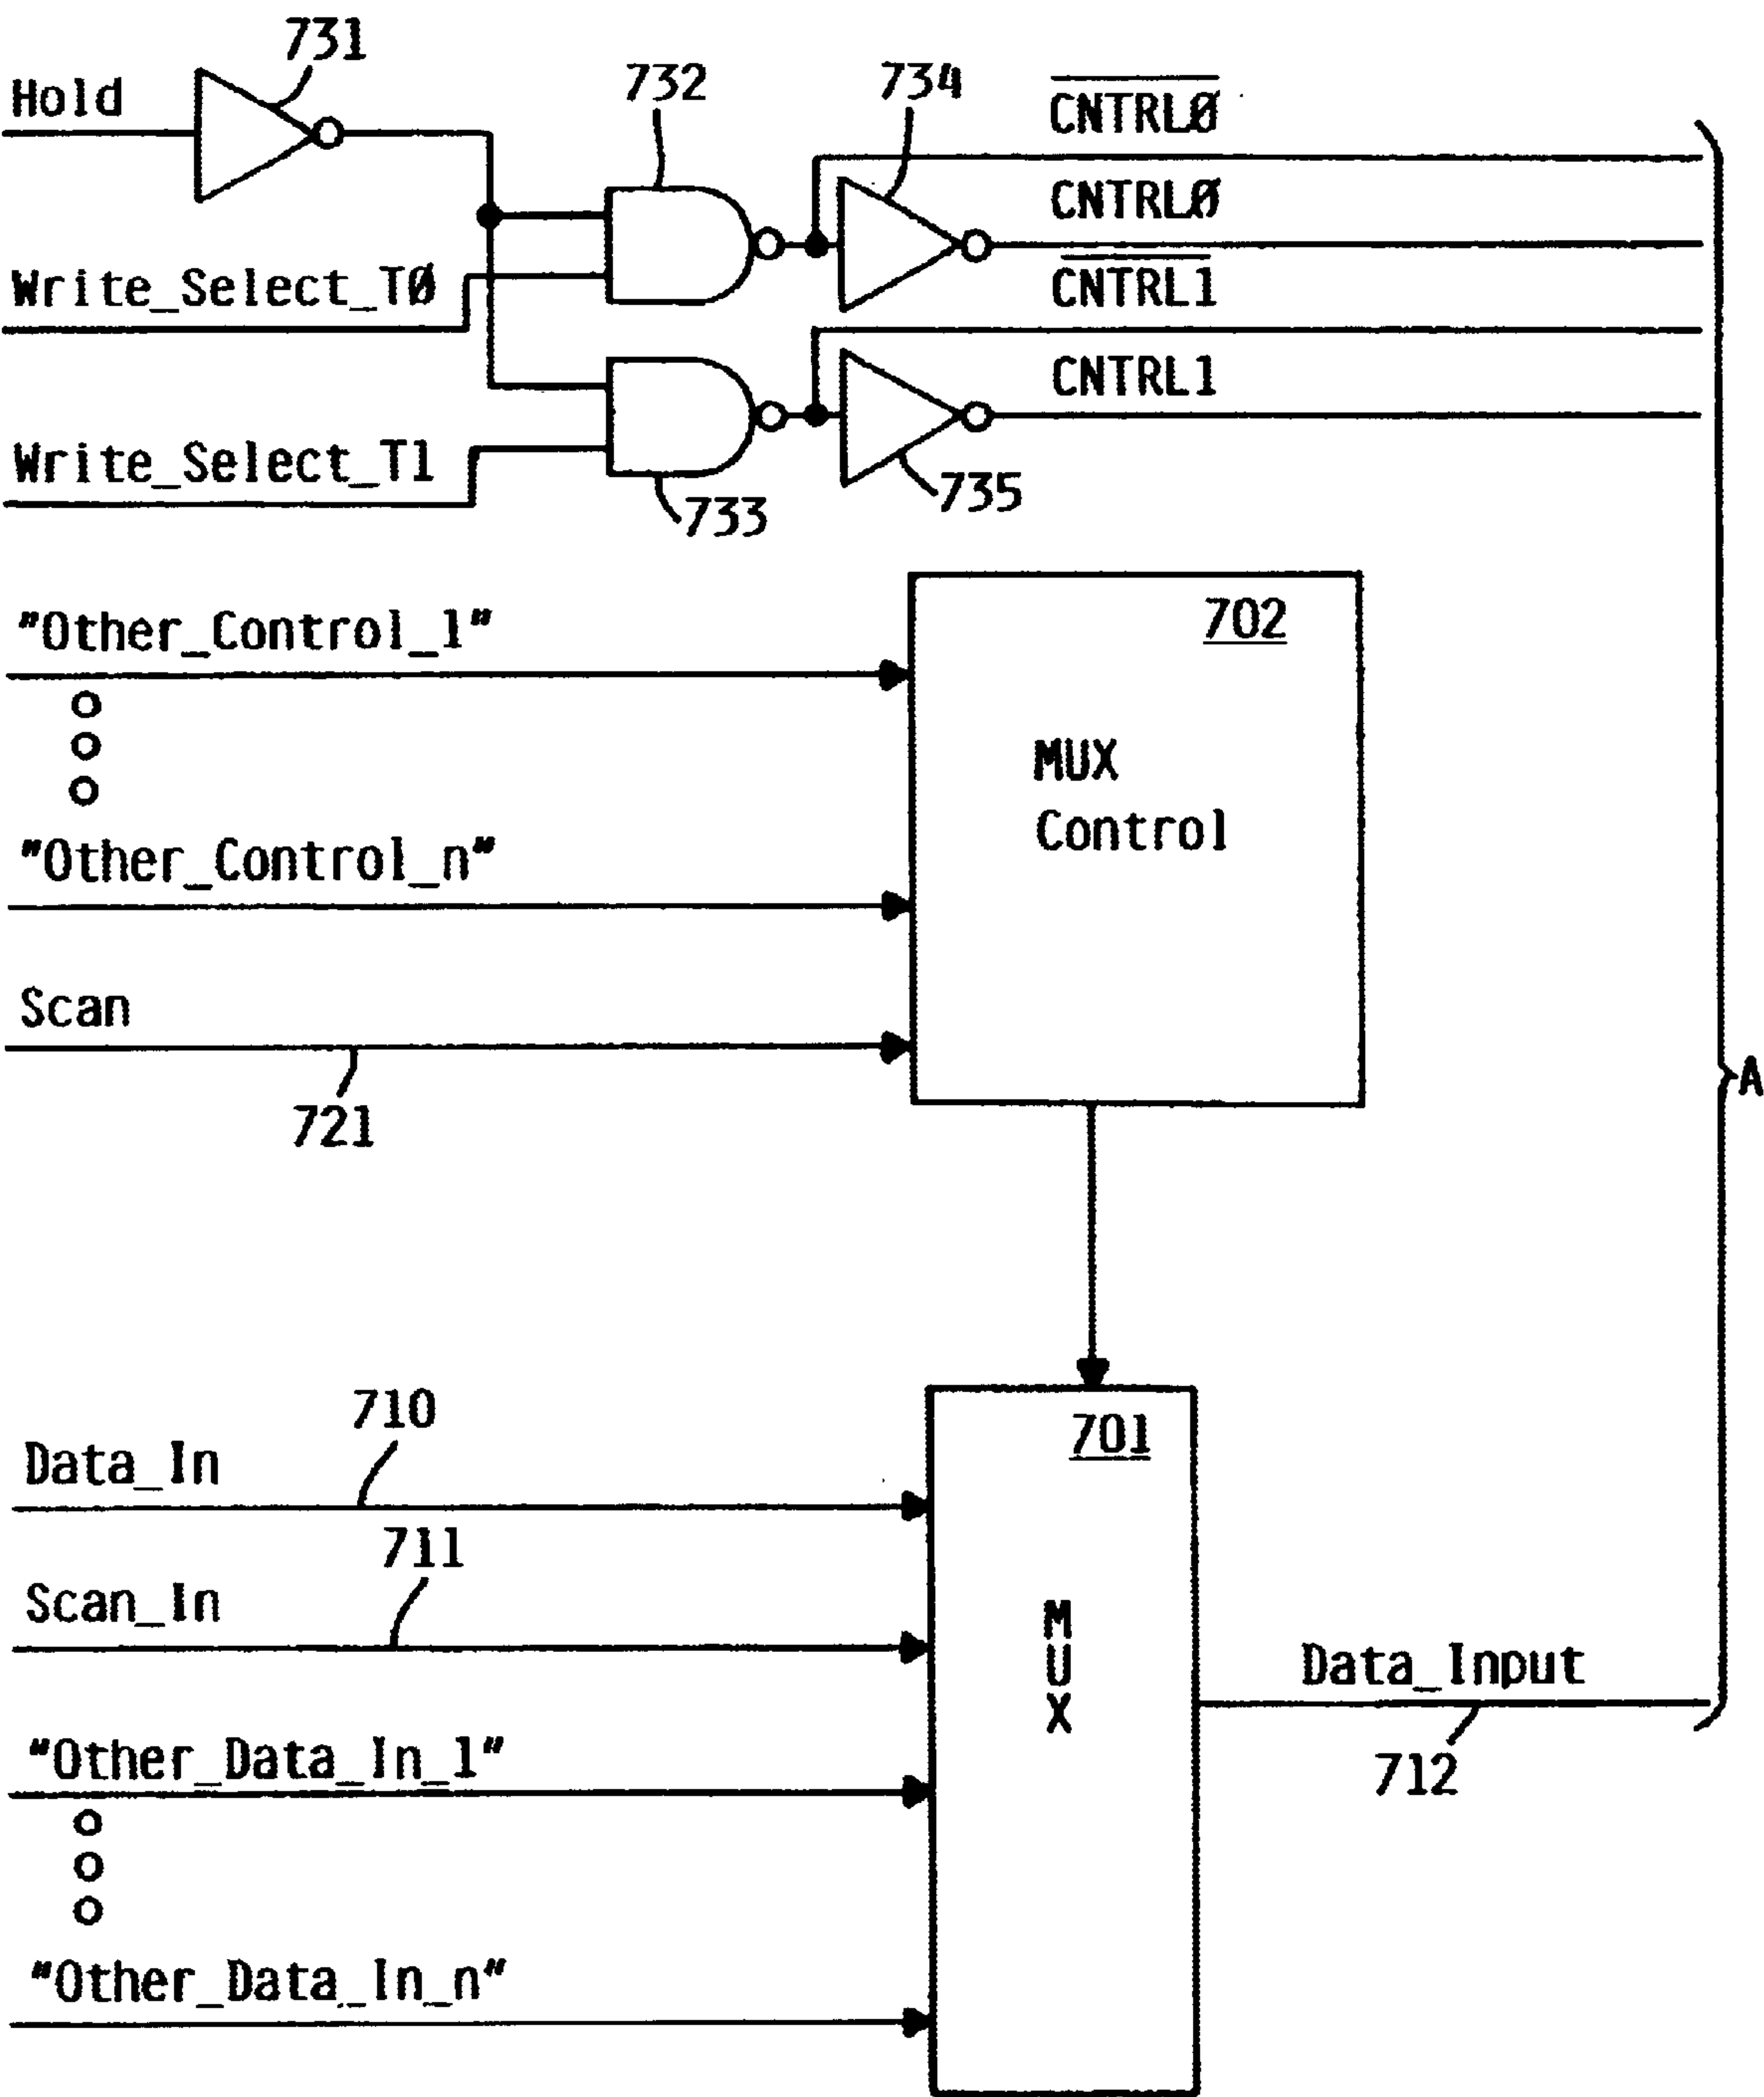 731
Hold
732
734
CNTRLØ
CNTRLØ
Write_Select_TØ
CNTRL1
CNTRL1
Write_Select_T1
733
735
"Other_Control_1"
702
MUX
Control
"Other_Control_n"
Scan
721
A
710
701
Data_In
711
Scan_In
MUX
Data_Input
712
"Other_Data_In_1"
"Other_Data_In_n"